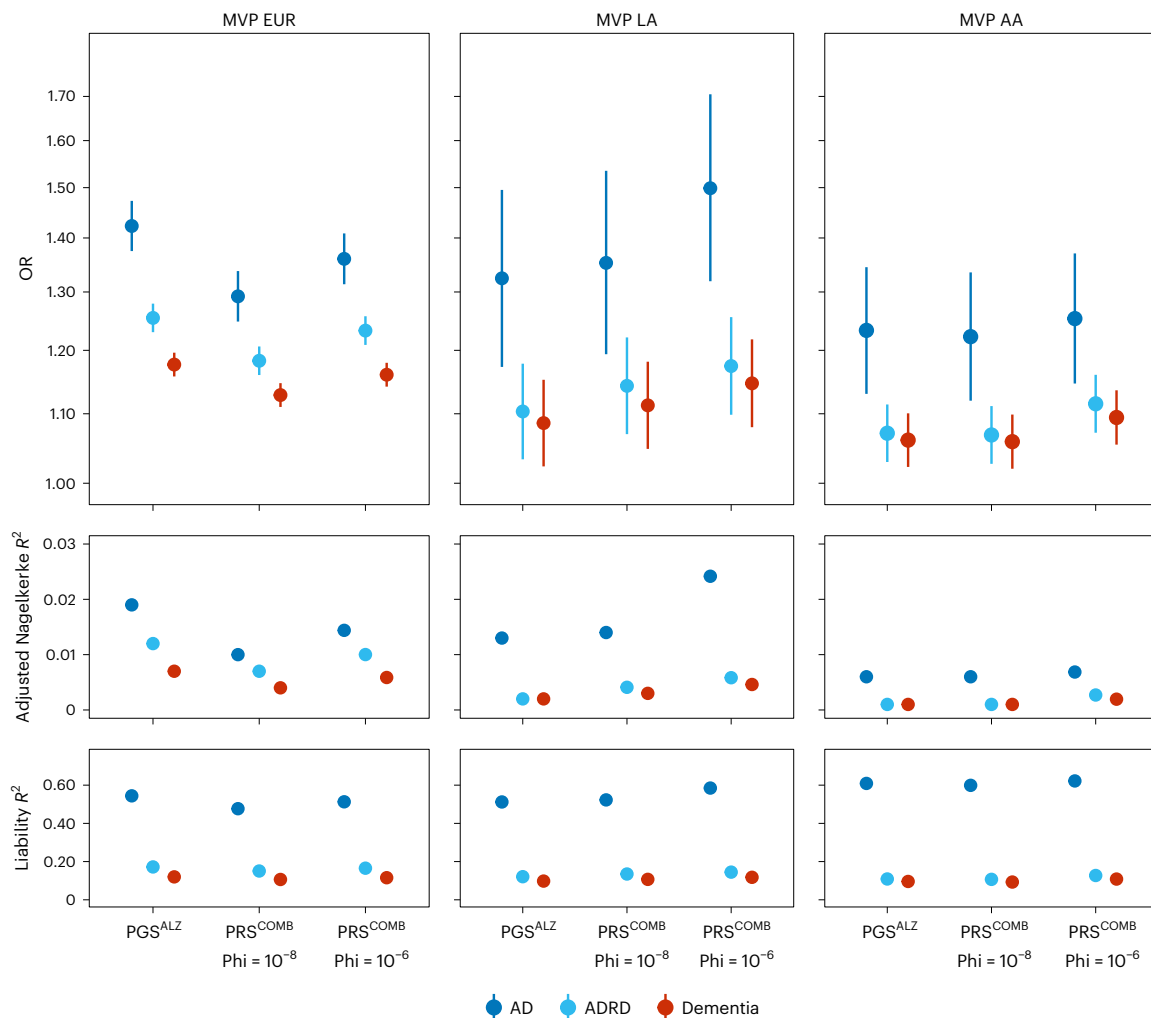 MVP EUR
MVP LA
MVP AA
OR
1.70
1.60
1.50
1.40
1.30
1.20
1.10
1.00
Adjusted Nagelkerke R²
0.03
0.02
0.01
0
Liability R²
0.60
0.40
0.20
0
PGS^ALZ
PRS^COMB
Phi = 10⁻⁸
PRS^COMB
Phi = 10⁻⁶
PGS^ALZ
PRS^COMB
Phi = 10⁻⁸
PRS^COMB
Phi = 10⁻⁶
PGS^ALZ
PRS^COMB
Phi = 10⁻⁸
PRS^COMB
Phi = 10⁻⁶
AD
ADRD
Dementia